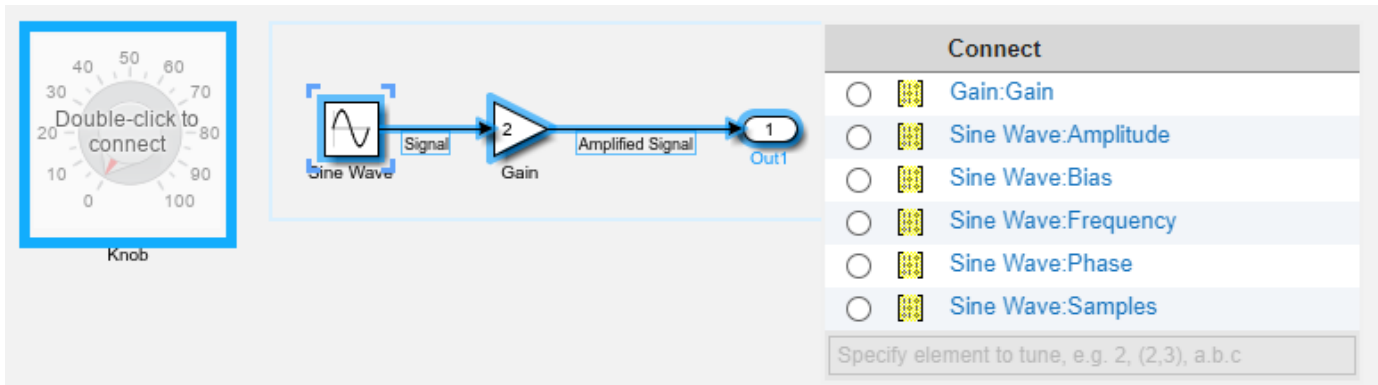 50
40 60
30 70
Double-click to
20 80
connect
10 90
0 100
Knob
Signal
2
Amplified Signal
1
Out1
Sine Wave
Gain
Connect
Gain:Gain
Sine Wave:Amplitude
Sine Wave:Bias
Sine Wave:Frequency
Sine Wave:Phase
Sine Wave:Samples
Specify element to tune, e.g. 2, (2,3), a.b.c